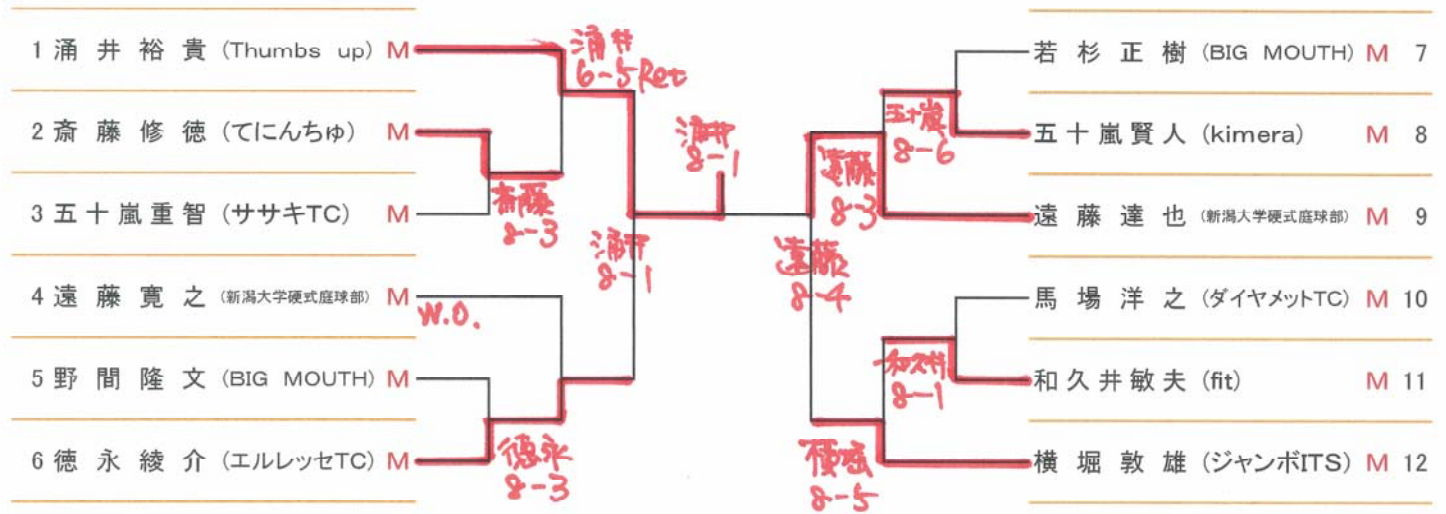 1 涌井裕貴 (Thumbs up) M
2 斎藤修徳 (てにんちゅ) M
3 五十嵐重智 (ササキTC) M
4 遠藤寛之 (新潟大学硬式庭球部) M
5 野間隆文 (BIG MOUTH) M
6 徳永綾介 (エルレッセTC) M
涌井
6-5 Ret
斎藤
8-3
W.O.
徳永
8-3
涌井
8-1
涌井
8-1
遠藤
8-4
遠藤
8-3
五十嵐
8-6
和久井
8-1
横堀
8-5
若杉正樹 (BIG MOUTH) M 7
五十嵐賢人 (kimera) M 8
遠藤達也 (新潟大学硬式庭球部) M 9
馬場洋之 (ダイヤメットTC) M 10
和久井敏夫 (fit) M 11
横堀敦雄 (ジャンボITS) M 12